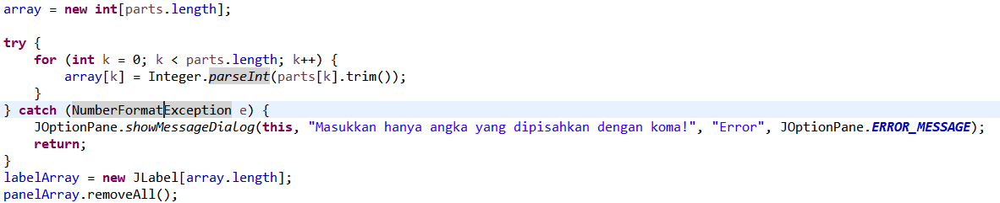 array = new int[parts.length];
try {
for (int k = 0; k < parts.length; k++) {
array[k] = Integer.parseInt(parts[k].trim());
}
} catch (NumberFormatException e) {
JOptionPane.showMessageDialog(this, "Masukkan hanya angka yang dipisahkan dengan koma!", "Error", JOptionPane.ERROR_MESSAGE);
return;
}
labelArray = new JLabel[array.length];
panelArray.removeAll();